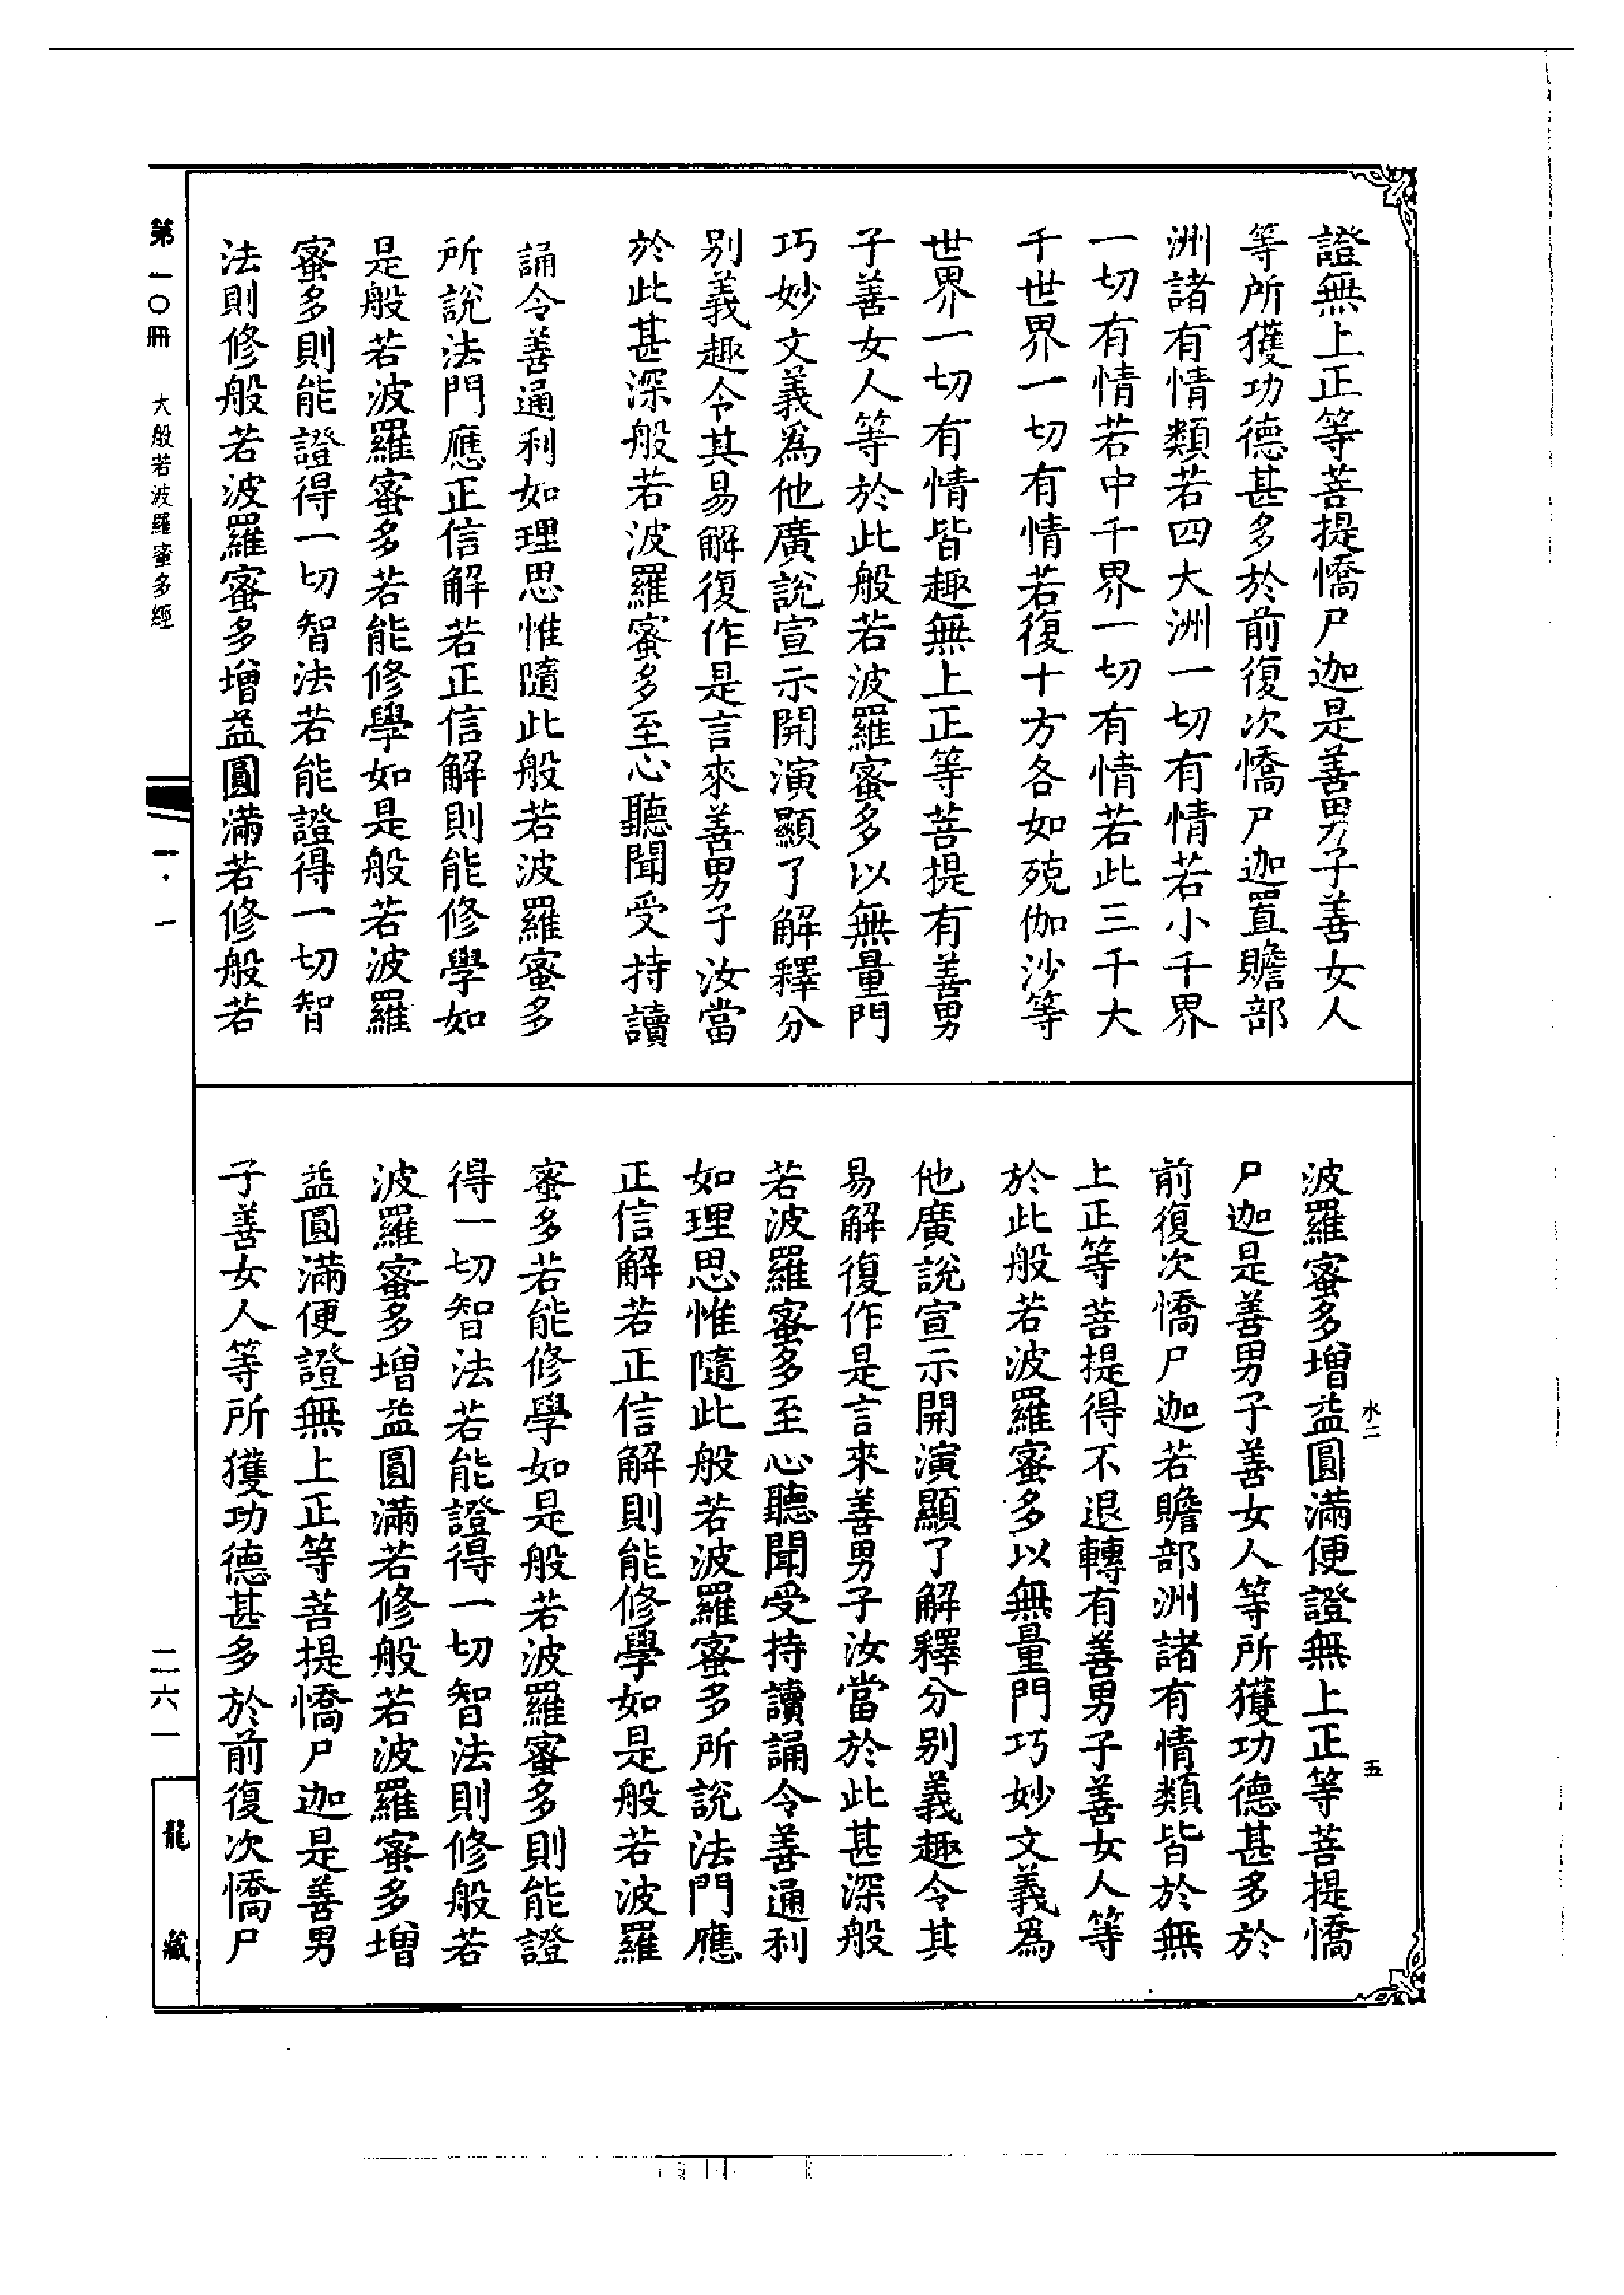 證無上正等菩提憍尸迦是善男子善女人
等所獲功德甚多於前復次憍尸迦置贍部
洲諸有情類若四大洲一切有情若小千界
一切有情若中千界一切有情若此三千大
千世界一切有情若復十方各如殑伽沙等
世界一切有情皆趣無上正等菩提有善男
子善女人等於此般若波羅蜜多以無量門
巧妙文義為他廣說宣示開演顯了解釋分
別義趣令其易解復作是言來善男子汝當
於此甚深般若波羅蜜多至心聽聞受持讀
誦令善通利如理思惟隨此般若波羅蜜多
所說法門應正信解若正信解則能修學如
是般若波羅蜜多若能修學如是般若波羅
蜜多則能證得一切智法若能證得一切智
法則修般若波羅蜜多增益圓滿若修般若
波羅蜜多增益圓滿便證無上正等菩提憍
尸迦是善男子善女人等所獲功德甚多於
前復次憍尸迦若贍部洲諸有情類皆於無
上正等菩提得不退轉有善男子善女人等
於此般若波羅蜜多以無量門巧妙文義為
他廣說宣示開演顯了解釋分別義趣令其
易解復作是言來善男子汝當於此甚深般
若波羅蜜多至心聽聞受持讀誦令善通利
如理思惟隨此般若波羅蜜多所說法門應
正信解若正信解則能修學如是般若波羅
蜜多若能修學如是般若波羅蜜多則能證
得一切智法若能證得一切智法則修般若
波羅蜜多增益圓滿若修般若波羅蜜多增
益圓滿便證無上正等菩提憍尸迦是善男
子善女人等所獲功德甚多於前復次憍尸
水二
五
第一〇冊 大般若波羅蜜多經
一·一
二六一
龍藏